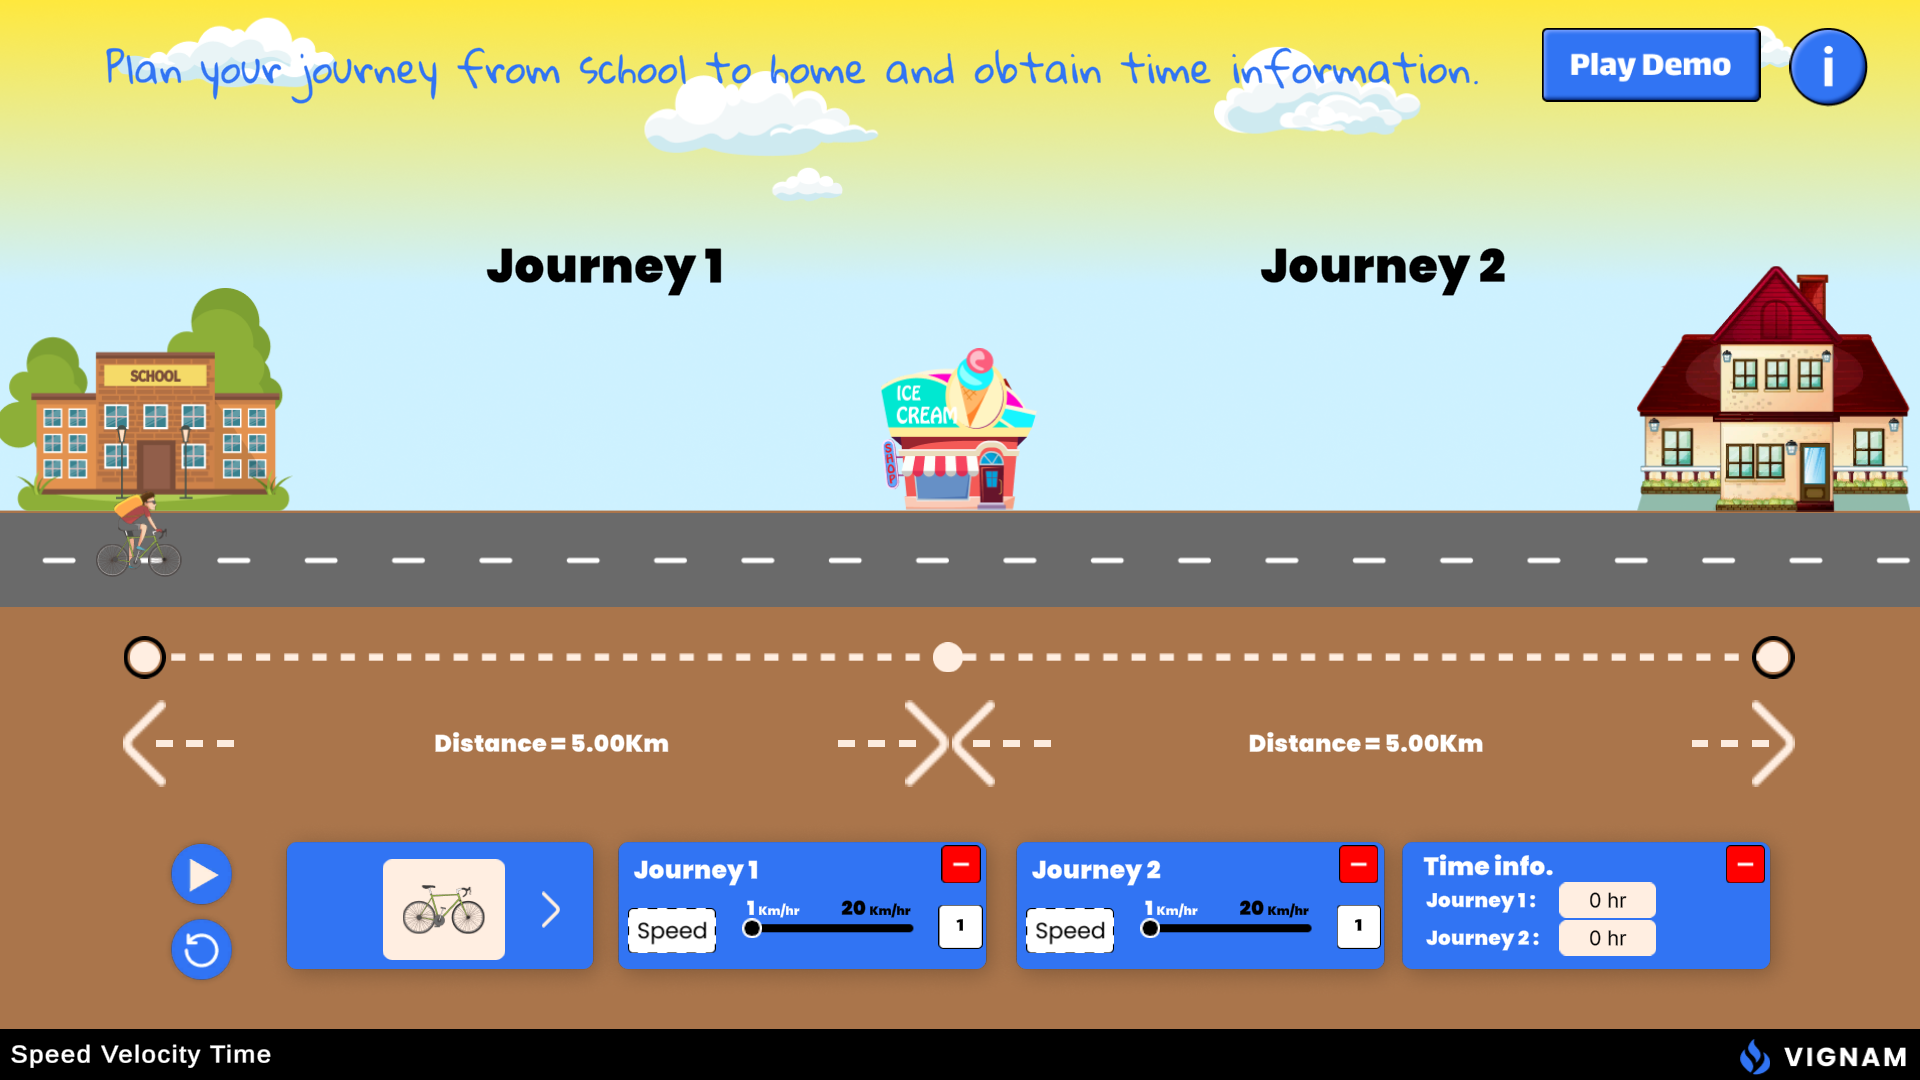 Plan your journey from school to home and obtain time information.
Play Demo
i
Journey 1
Journey 2
SCHOOL
ICE
CREAM
SHOP
Distance = 5.00Km
Distance = 5.00Km
Journey 1
1 Km/hr
20 Km/hr
Speed
1
Journey 2
1 Km/hr
20 Km/hr
Speed
1
Time info.
Journey 1 :
0 hr
Journey 2 :
0 hr
Speed Velocity Time
VIGNAM